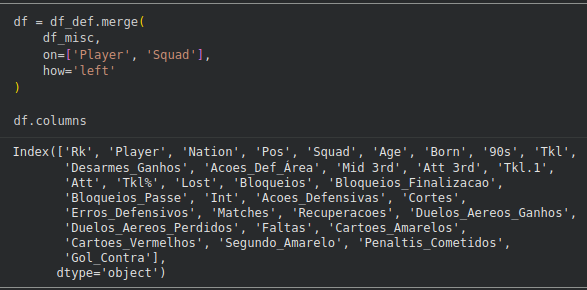 df = df_def.merge(
    df_misc,
    on=['Player', 'Squad'],
    how='left'
)
df.columns
Index(['Rk', 'Player', 'Nation', 'Pos', 'Squad', 'Age', 'Born', '90s', 'Tkl',
       'Desarmes_Ganhos', 'Acoes_Def_Área', 'Mid 3rd', 'Att 3rd', 'Tkl.1',
       'Att', 'Tkl%', 'Lost', 'Bloqueios', 'Bloqueios_Finalizacao',
       'Bloqueios_Passe', 'Int', 'Acoes_Defensivas', 'Cortes',
       'Erros_Defensivos', 'Matches', 'Recuperacoes', 'Duelos_Aereos_Ganhos',
       'Duelos_Aereos_Perdidos', 'Faltas', 'Cartoes_Amarelos',
       'Cartoes_Vermelhos', 'Segundo_Amarelo', 'Penaltis_Cometidos',
       'Gol_Contra'],
      dtype='object')